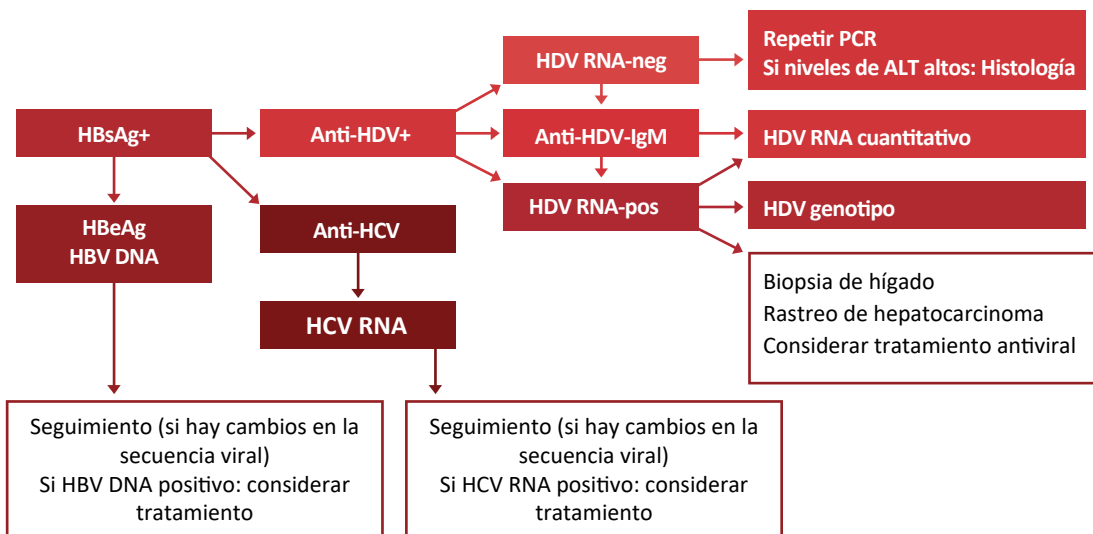 HDV RNA-neg
Repetir PCR
Si niveles de ALT altos: Histología
HBsAg+
Anti-HDV+
Anti-HDV-IgM
HDV RNA cuantitativo
HDV RNA-pos
HDV genotipo
HBeAg
HBV DNA
Anti-HCV
HCV RNA
Biopsia de hígado
Rastreo de hepatocarcinoma
Considerar tratamiento antiviral
Seguimiento (si hay cambios en la
secuencia viral)
Si HBV DNA positivo: considerar
tratamiento
Seguimiento (si hay cambios en la
secuencia viral)
Si HCV RNA positivo: considerar
tratamiento